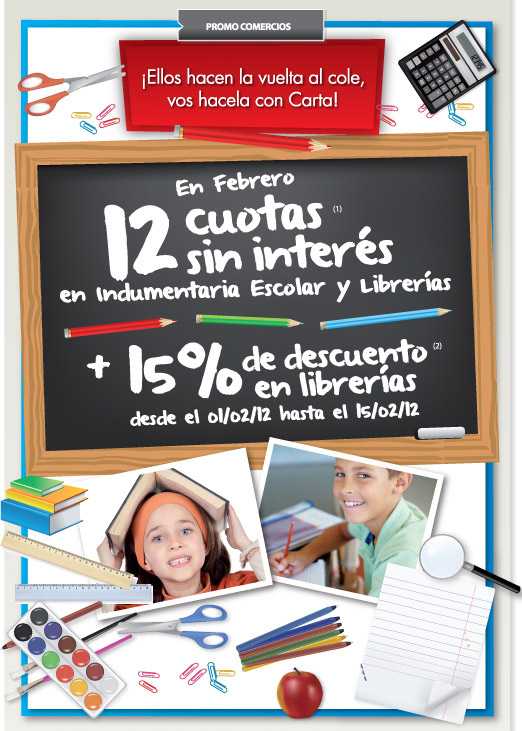 PROMO COMERCIOS
¡Ellos hacen la vuelta al cole,
vos hacela con Carta!
En Febrero
12 cuotas (1)
sin interés
en Indumentaria Escolar y Librerías
+ 15% de descuento (2)
en librerías
desde el 01/02/12 hasta el 15/02/12